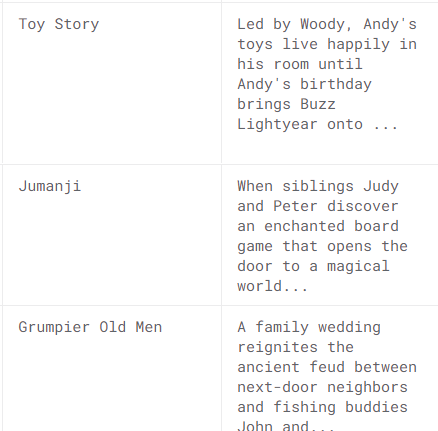 Toy Story
Led by Woody, Andy's
toys live happily in
his room until
Andy's birthday
brings Buzz
Lightyear onto ...
Jumanji
When siblings Judy
and Peter discover
an enchanted board
game that opens the
door to a magical
world...
Grumpier Old Men
A family wedding
reignites the
ancient feud between
next-door neighbors
and fishing buddies
John and...